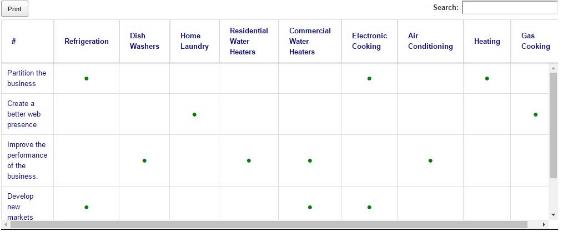 Print
Search:
# Refrigeration Dish Washers Home Laundry Residential Water Heaters Commercial Water Heaters Electronic Cooking Air Conditioning Heating Gas Cooking
Partition the
business
Create a
better web
presence
Improve the
performance
of the
business.
Develop
new
markets